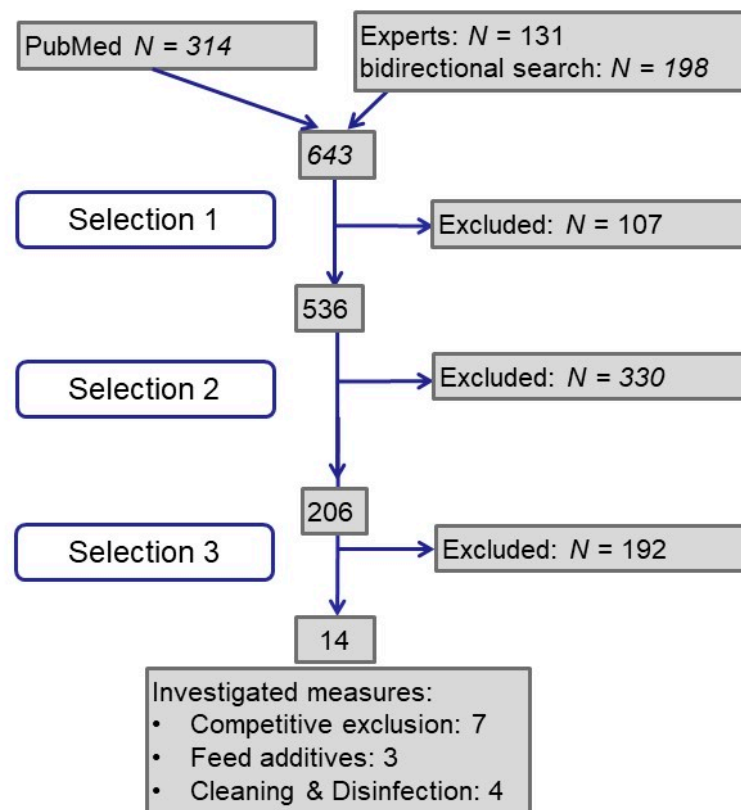 PubMed N = 314
Experts: N = 131
bidirectional search: N = 198
643
Selection 1
Excluded: N = 107
536
Selection 2
Excluded: N = 330
206
Selection 3
Excluded: N = 192
14
Investigated measures:
• Competitive exclusion: 7
• Feed additives: 3
• Cleaning & Disinfection: 4